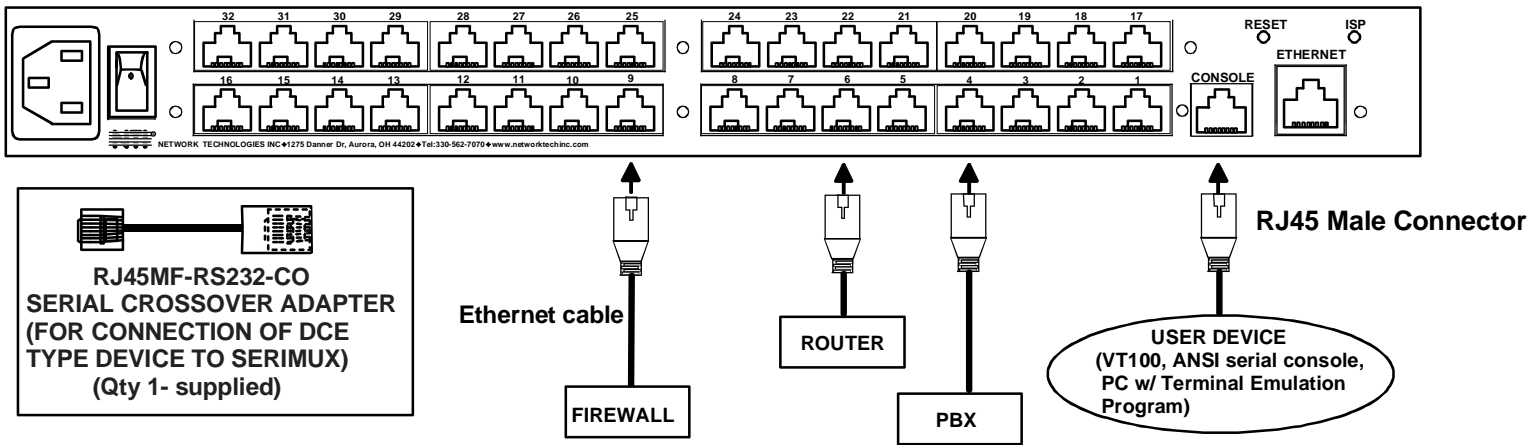 32 31 30 29 28 27 26 25 24 23 22 21 20 19 18 17
RESET ISP
ETHERNET
16 15 14 13 12 11 10 9 8 7 6 5 4 3 2 1
CONSOLE
NETWORK TECHNOLOGIES INC◆1275 Danner Dr, Aurora, OH 44202◆Tel:330-562-7070◆www.networktechinc.com
RJ45MF-RS232-CO
SERIAL CROSSOVER ADAPTER
(FOR CONNECTION OF DCE
TYPE DEVICE TO SERIMUX)
(Qty 1- supplied)
Ethernet cable
FIREWALL
ROUTER
PBX
RJ45 Male Connector
USER DEVICE
(VT100, ANSI serial console,
PC w/ Terminal Emulation
Program)